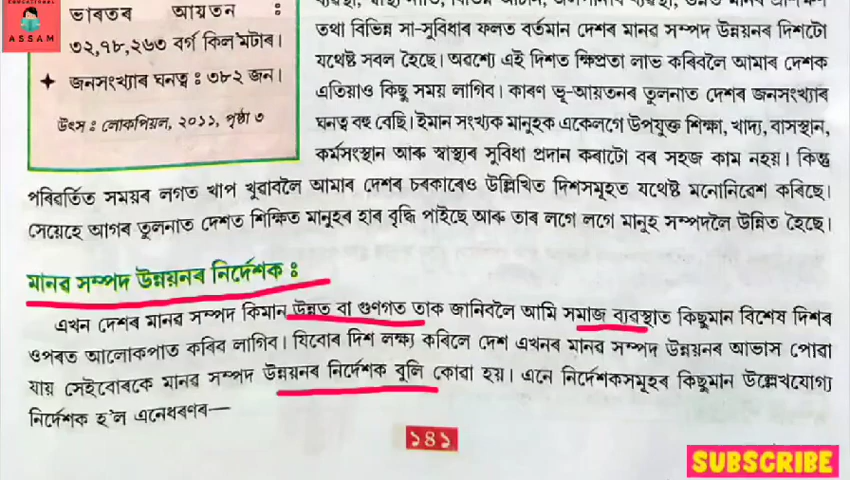 EDUCATIONAL
ASSAM
ভাৰতৰ আয়তন :
৩২,৭৮,২৬৩ বৰ্গ কিল'মটাৰ।
✦ জনসংখ্যাৰ ঘনত্ব : ৩৮২ জন।
উৎস : লোকপিয়ল, ২০১১, পৃষ্ঠা ৩
তথা বিভিন্ন সা-সুবিধাৰ ফলত বৰ্তমান দেশৰ মানৱ সম্পদ উন্নয়নৰ দিশটো
যথেষ্ট সবল হৈছে। অৱশ্যে এই দিশত ক্ষিপ্ৰতা লাভ কৰিবলৈ আমাৰ দেশক
এতিয়াও কিছু সময় লাগিব। কাৰণ ভূ-আয়তনৰ তুলনাত দেশৰ জনসংখ্যাৰ
ঘনত্ব বহু বেছি। ইমান সংখ্যক মানুহক একেলগে উপযুক্ত শিক্ষা, খাদ্য, বাসস্থান,
কৰ্মসংস্থান আৰু স্বাস্থ্যৰ সুবিধা প্ৰদান কৰাটো বৰ সহজ কাম নহয়। কিন্তু
পৰিৱৰ্তিত সময়ৰ লগত খাপ খুৱাবলৈ আমাৰ দেশৰ চৰকাৰেও উল্লিখিত দিশসমূহত যথেষ্ট মনোনিৱেশ কৰিছে।
সেয়েহে আগৰ তুলনাত দেশত শিক্ষিত মানুহৰ হাৰ বৃদ্ধি পাইছে আৰু তাৰ লগে লগে মানুহ সম্পদলৈ উন্নিত হৈছে।
মানৱ সম্পদ উন্নয়নৰ নিৰ্দেশক :
এখন দেশৰ মানৱ সম্পদ কিমান উন্নত বা গুণগত তাক জানিবলৈ আমি সমাজ ব্যৱস্থাত কিছুমান বিশেষ দিশৰ
ওপৰত আলোকপাত কৰিব লাগিব। যিবোৰ দিশ লক্ষ্য কৰিলে দেশ এখনৰ মানৱ সম্পদ উন্নয়নৰ আভাস পোৱা
যায় সেইবোৰকে মানৱ সম্পদ উন্নয়নৰ নিৰ্দেশক বুলি কোৱা হয়। এনে নিৰ্দেশকসমূহৰ কিছুমান উল্লেখযোগ্য
নিৰ্দেশক হ'ল এনেধৰণৰ—
১৪১
SUBSCRIBE